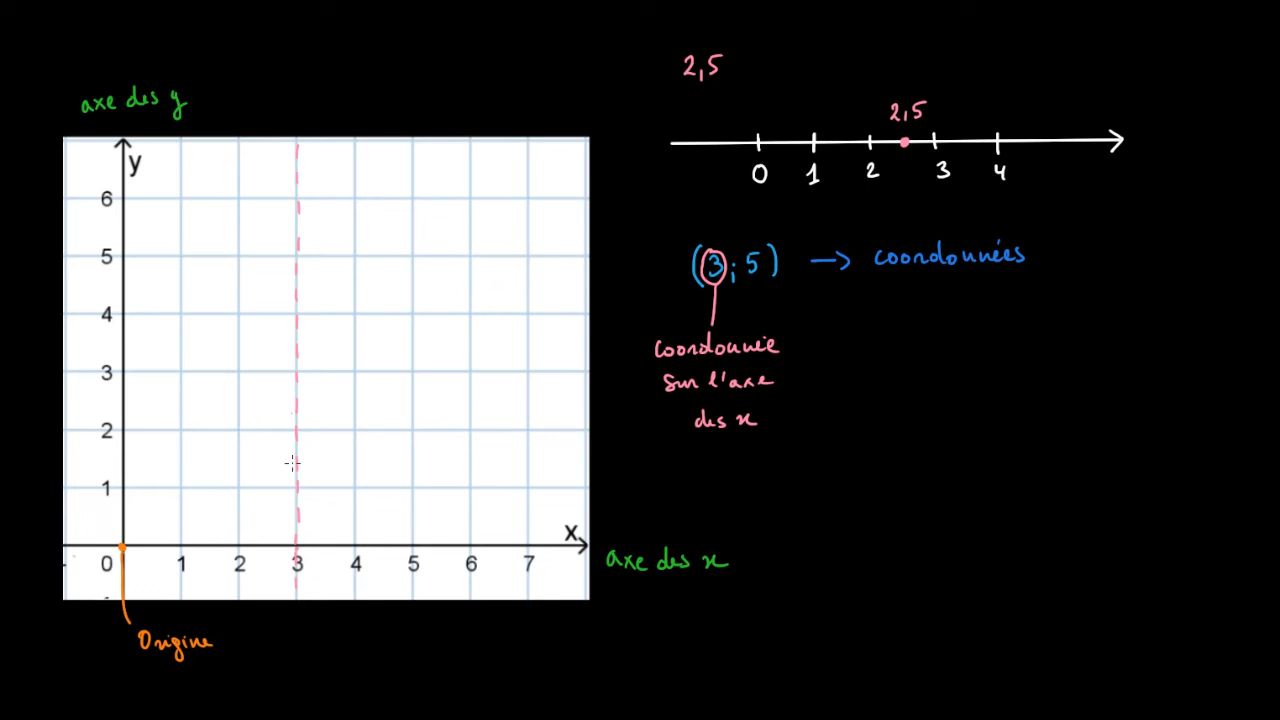 axe des y
y
6
5
4
3
2
1
0 1 2 3 4 5 6 7
x
axe des x
Origine
2,5
2,5
0 1 2 3 4
(3;5) → coordonnées
coordonnée
sur l'axe
des x